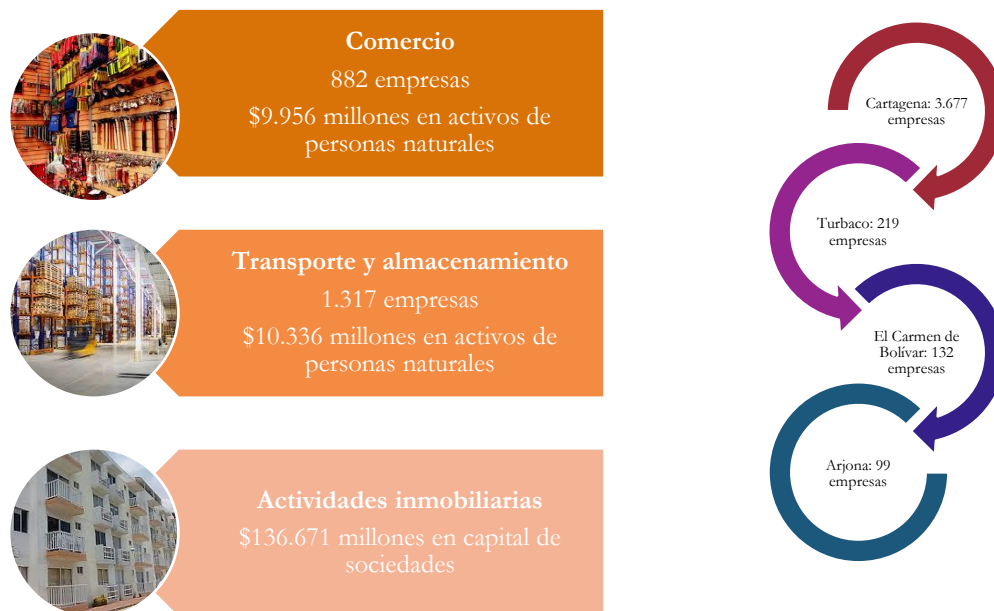 Comercio
882 empresas
$9.956 millones en activos de
personas naturales
Transporte y almacenamiento
1.317 empresas
$10.336 millones en activos de
personas naturales
Actividades inmobiliarias
$136.671 millones en capital de
sociedades
Cartagena: 3.677
empresas
Turbaco: 219
empresas
El Carmen de
Bolívar: 132
empresas
Arjona: 99
empresas